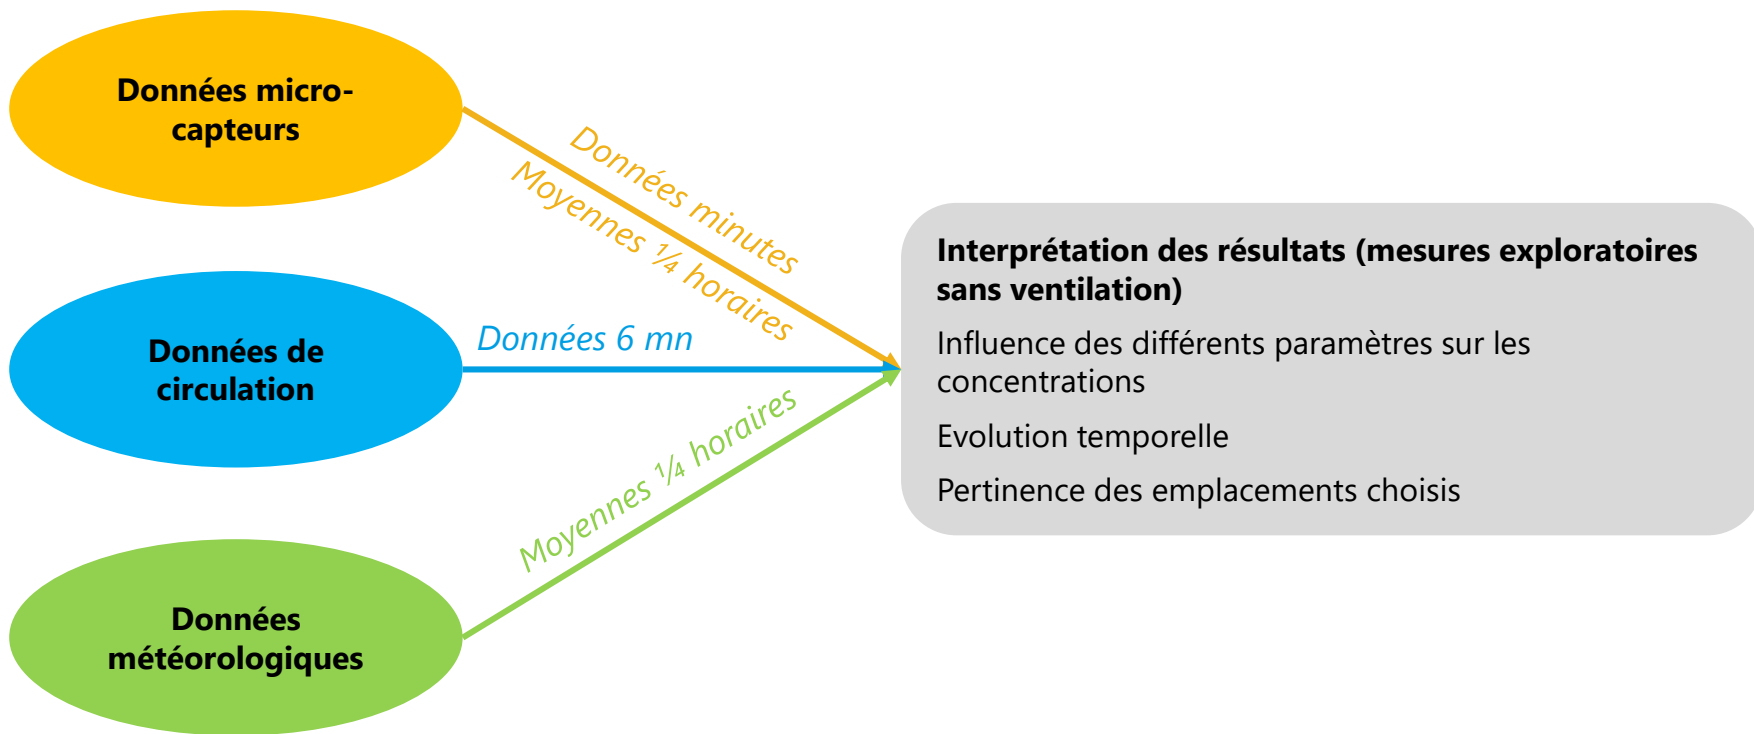 Données micro-
capteurs
Données minutes
Moyennes ¼ horaires
Données de
circulation
Données 6 mn
Données
météorologiques
Moyennes ¼ horaires
Interprétation des résultats (mesures exploratoires
sans ventilation)
Influence des différents paramètres sur les
concentrations
Evolution temporelle
Pertinence des emplacements choisis